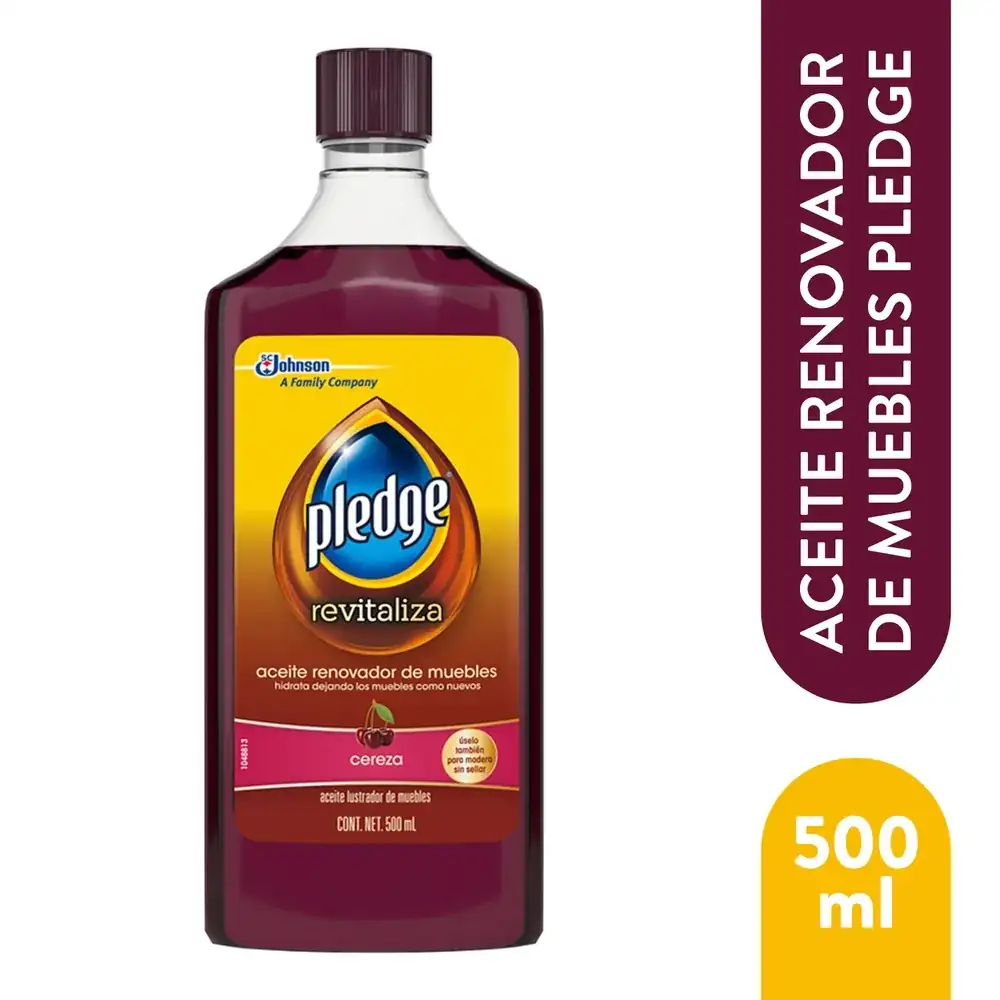 SC Johnson
A Family Company
pledge
revitaliza
aceite renovador de muebles
hidrata dejando los muebles como nuevos
cereza
úselo
también
para madera
sin sellar
1048813
aceite lustrador de muebles
CONT. NET. 500 mL
ACEITE RENOVADOR
DE MUEBLES PLEDGE
500
ml